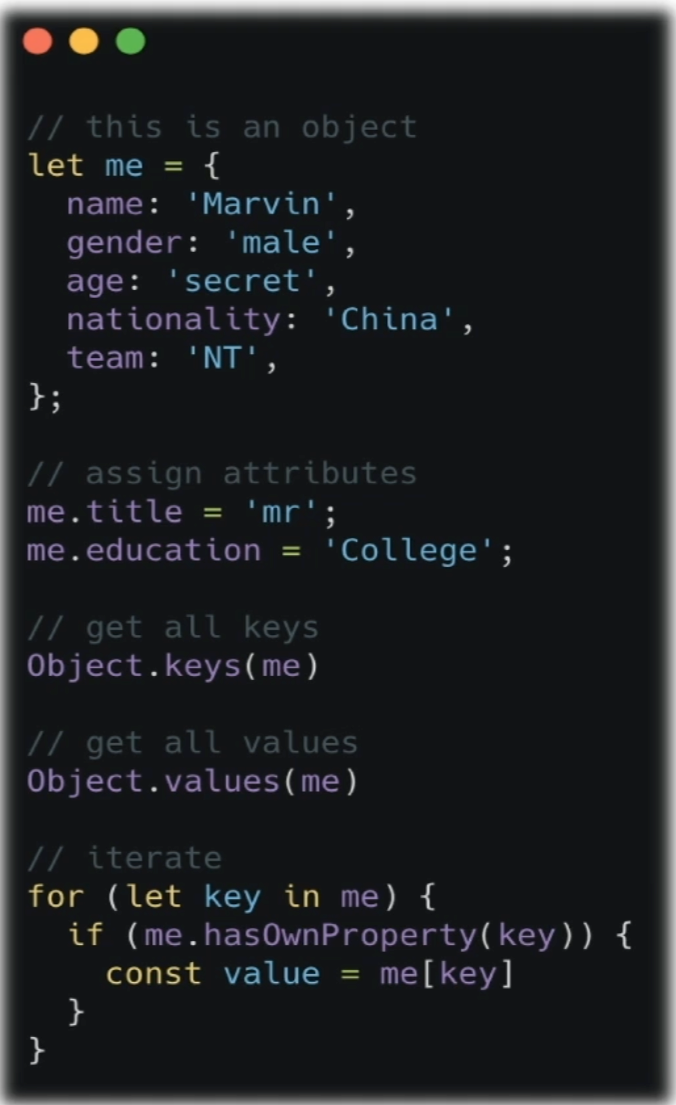 // this is an object
let me = {
  name: 'Marvin',
  gender: 'male',
  age: 'secret',
  nationality: 'China',
  team: 'NT',
};
// assign attributes
me.title = 'mr';
me.education = 'College';
// get all keys
Object.keys(me)
// get all values
Object.values(me)
// iterate
for (let key in me) {
  if (me.hasOwnProperty(key)) {
    const value = me[key]
  }
}